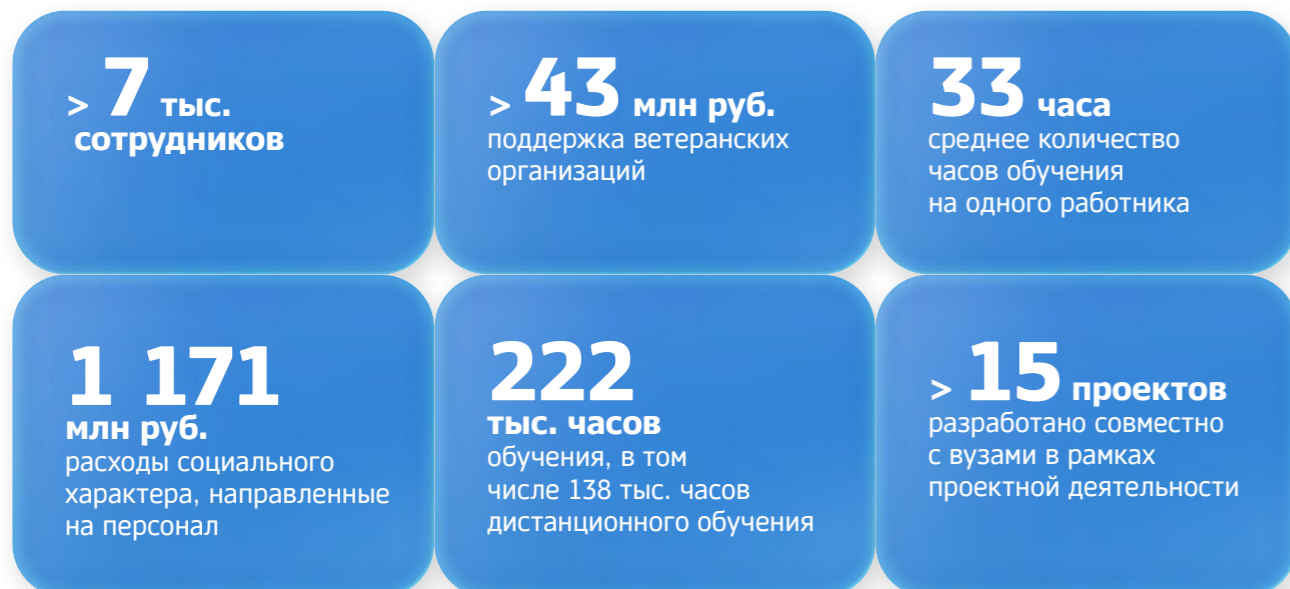 > 7 тыс.
сотрудников
> 43 млн руб.
поддержка ветеранских
организаций
33 часа
среднее количество
часов обучения
на одного работника
1 171
млн руб.
расходы социального
характера, направленные
на персонал
222
тыс. часов
обучения, в том
числе 138 тыс. часов
дистанционного обучения
> 15 проектов
разработано совместно
с вузами в рамках
проектной деятельности